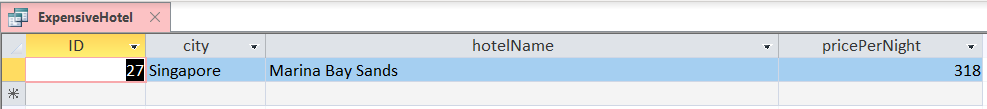 ExpensiveHotel
ID city hotelName pricePerNight
27 Singapore Marina Bay Sands 318